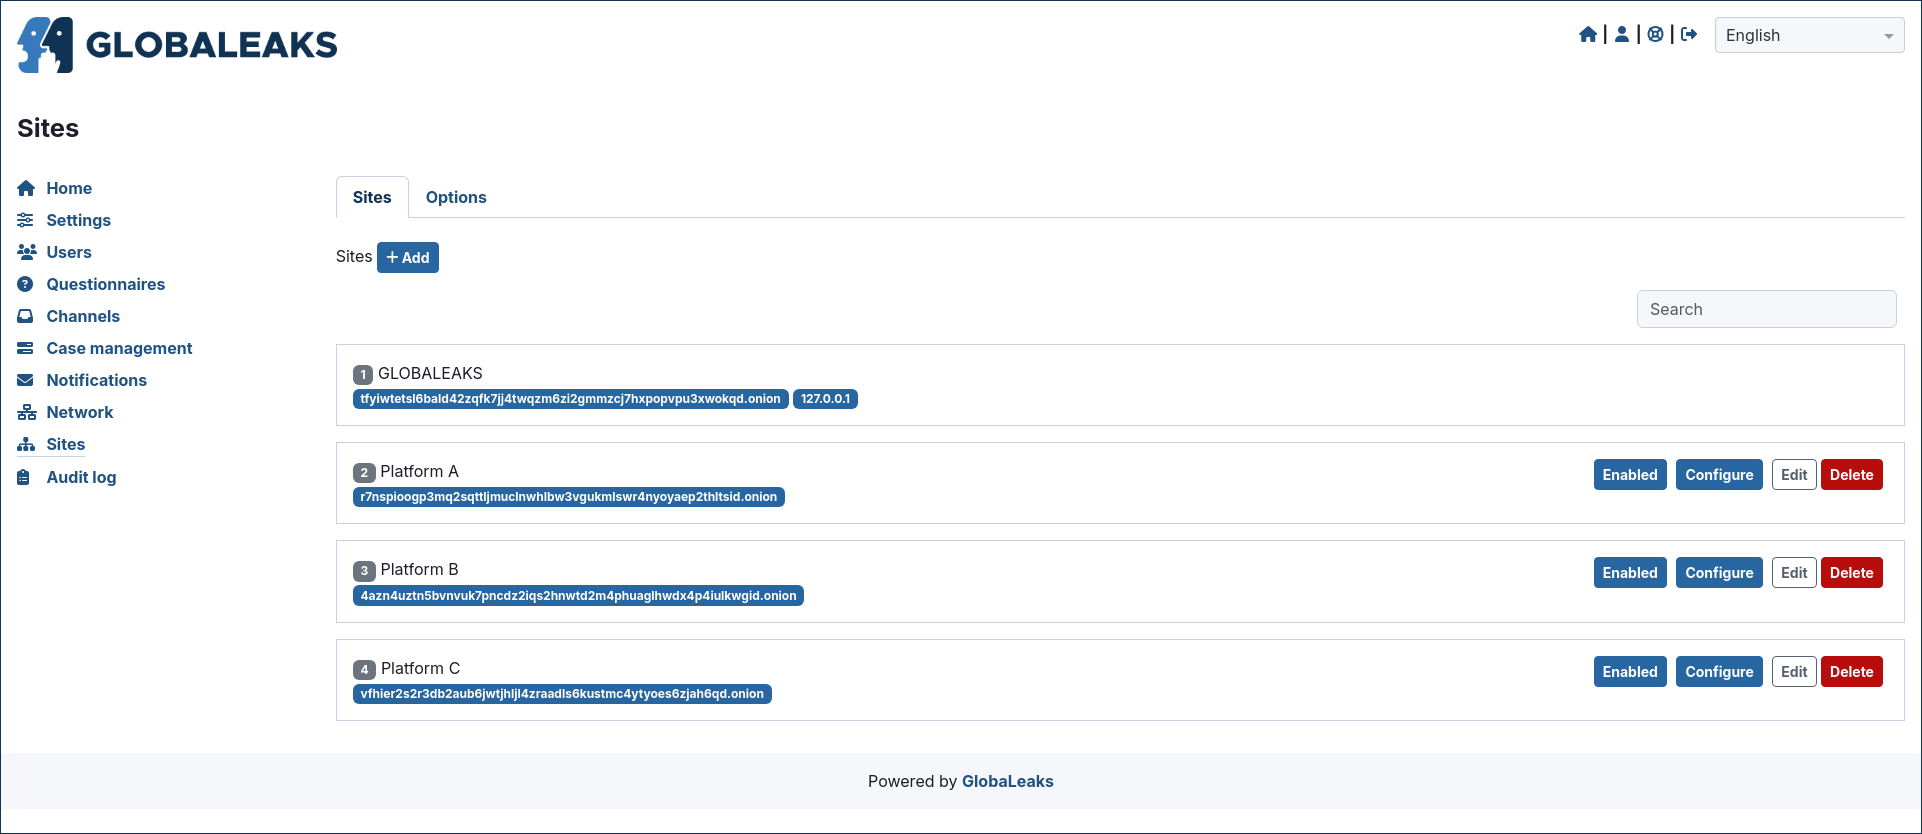 GLOBALEAKS
| | | English
Sites
Home
Settings
Users
Questionnaires
Channels
Case management
Notifications
Network
Sites
Audit log
Sites Options
Sites + Add
Search
1 GLOBALEAKS
tfyiwtetsl6bald42zqfk7jj4twqzm6zi2gmmzcj7hxpopvpu3xwokqd.onion 127.0.0.1
2 Platform A Enabled Configure Edit Delete
r7nspioogp3mq2sqttljmuclnwhlbw3vgukmlswr4nyoyaep2thltsid.onion
3 Platform B Enabled Configure Edit Delete
4azn4uztn5bvnvuk7pncdz2iqs2hnwtd2m4phuaglhwdx4p4iulkwgid.onion
4 Platform C Enabled Configure Edit Delete
vfhier2s2r3db2aub6jwtjhljl4zraadls6kustmc4ytyoes6zjah6qd.onion
Powered by GlobaLeaks